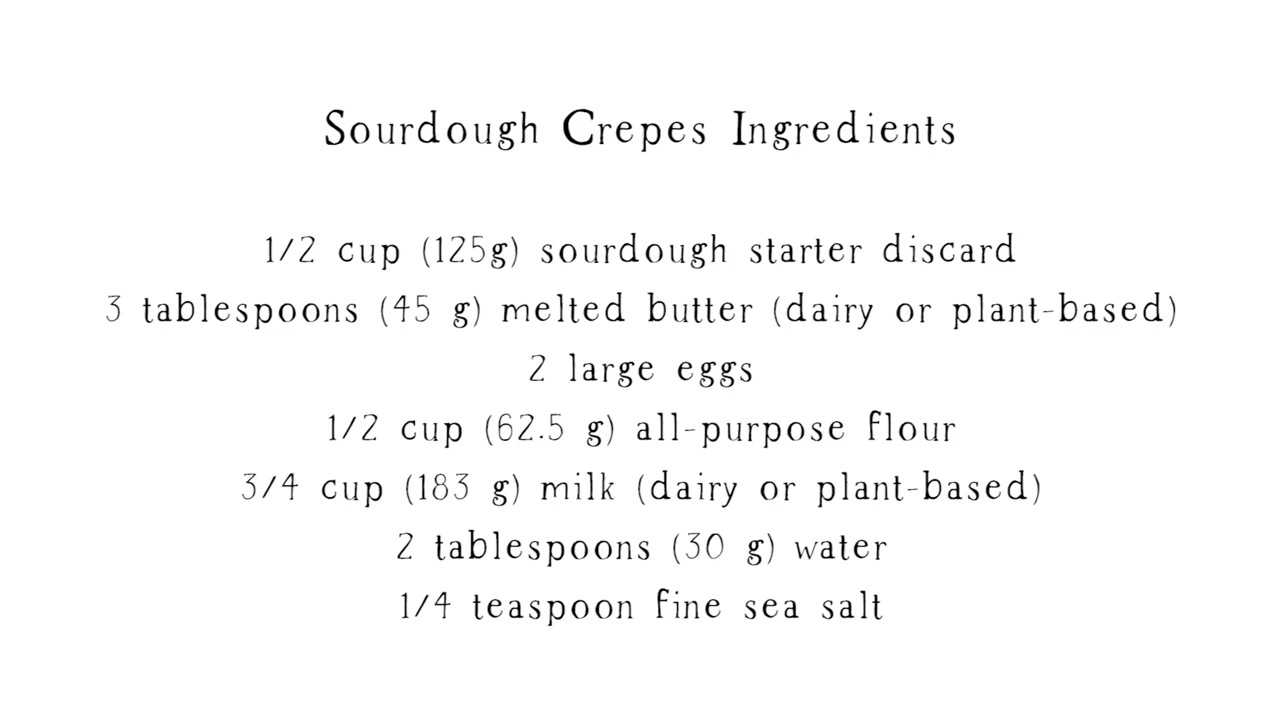 Sourdough Crepes Ingredients
1/2 cup (125g) sourdough starter discard
3 tablespoons (45 g) melted butter (dairy or plant-based)
2 large eggs
1/2 cup (62.5 g) all-purpose flour
3/4 cup (183 g) milk (dairy or plant-based)
2 tablespoons (30 g) water
1/4 teaspoon fine sea salt